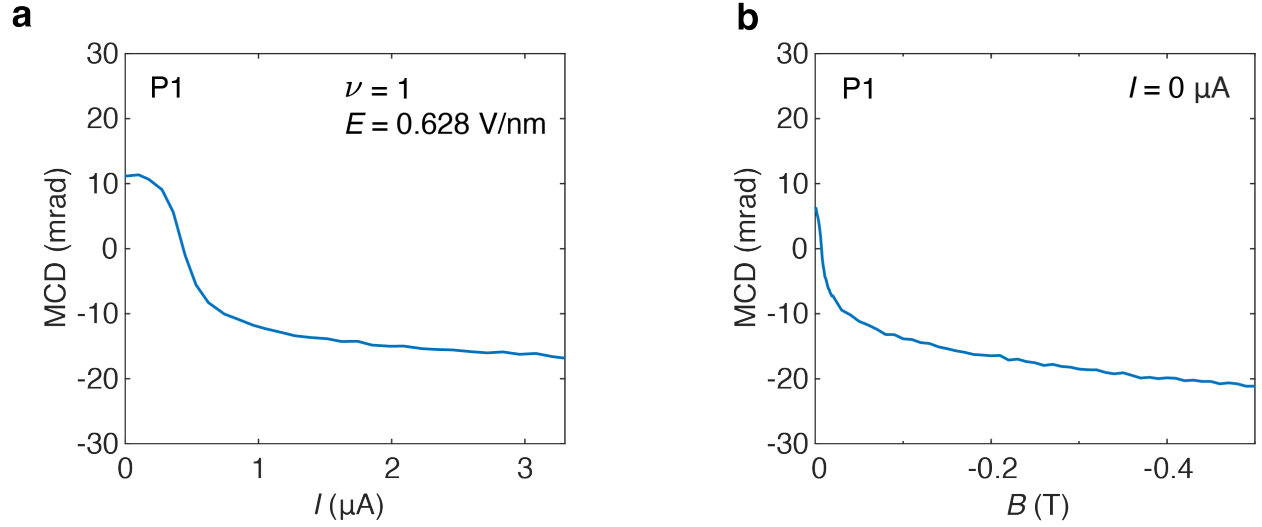 a
30
20
10
0
-10
-20
-30
MCD (mrad)
P1
ν = 1
E = 0.628 V/nm
0 1 2 3
I (μA)
b
30
20
10
0
-10
-20
-30
MCD (mrad)
P1
I = 0 μA
0 -0.2 -0.4
B (T)